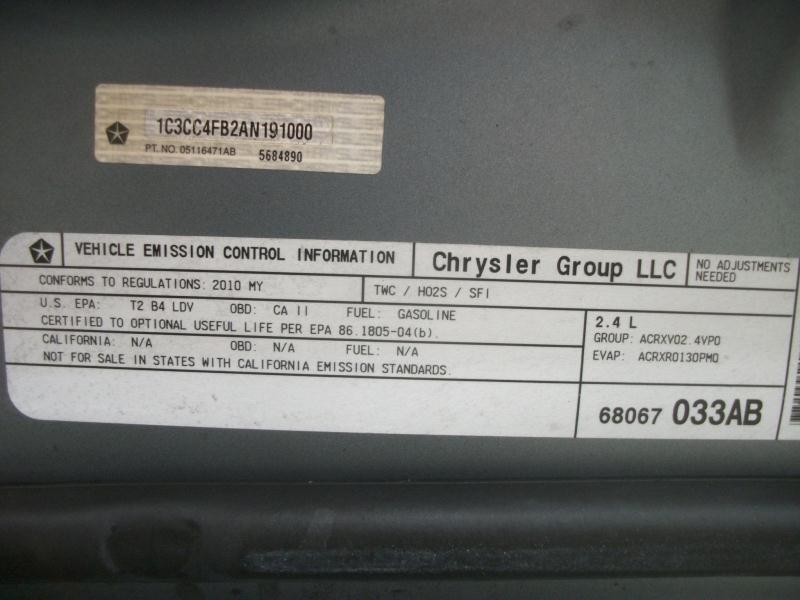 1C3CC4FB2AN191000
PT. NO. 05116471AB 5684890
VEHICLE EMISSION CONTROL INFORMATION
Chrysler Group LLC
NO ADJUSTMENTS
NEEDED
CONFORMS TO REGULATIONS: 2010 MY
TWC / HO2S / SFI
U.S. EPA: T2 B4 LDV OBD: CA II FUEL: GASOLINE
CERTIFIED TO OPTIONAL USEFUL LIFE PER EPA 86.1805-04(b).
CALIFORNIA: N/A OBD: N/A FUEL: N/A
NOT FOR SALE IN STATES WITH CALIFORNIA EMISSION STANDARDS.
2.4 L
GROUP: ACRXV02.4VP0
EVAP: ACRXR0130PM0
68067 033AB